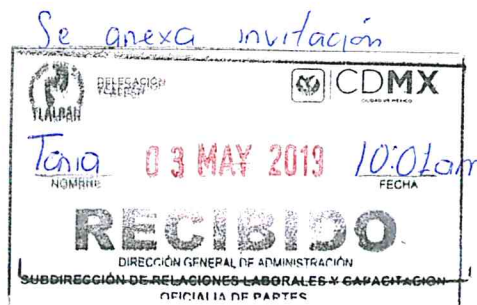 Se anexa invitación
DELEGACIÓN
TLALPAN
TLALPAN
CDMX
CIUDAD DE MÉXICO
Tania 03 MAY 2019 10:01am
NOMBRE FECHA
RECIBIDO
DIRECCIÓN GENERAL DE ADMINISTRACIÓN
SUBDIRECCIÓN DE RELACIONES LABORALES Y CAPACITACIÓN
OFICIALIA DE PARTES